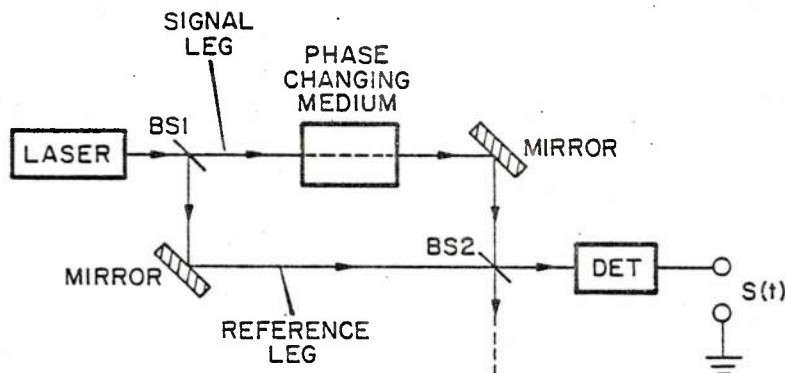 SIGNAL
LEG
PHASE
CHANGING
MEDIUM
BS1
LASER
MIRROR
BS2
MIRROR
DET
S(t)
REFERENCE
LEG